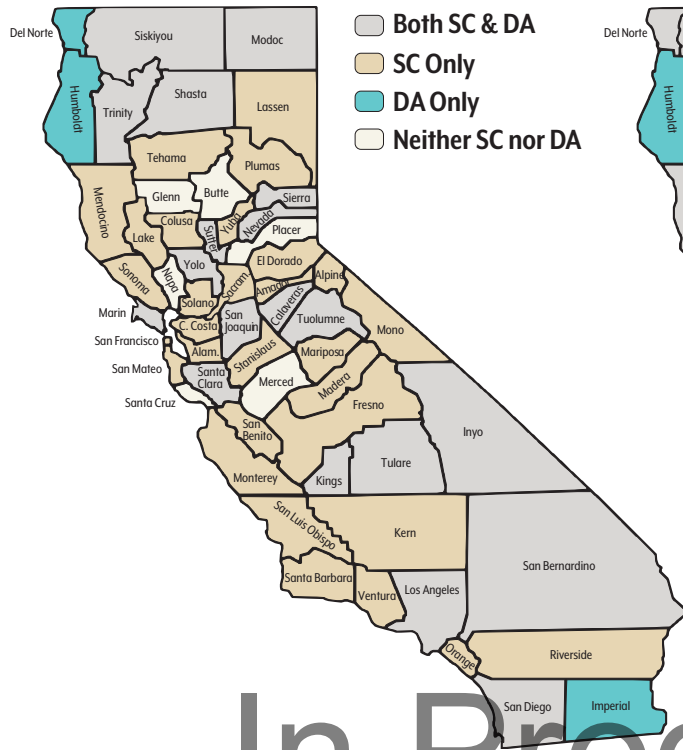 Both SC & DA
SC Only
DA Only
Neither SC nor DA
Del Norte
Siskiyou
Modoc
Humboldt
Trinity
Shasta
Lassen
Tehama
Plumas
Mendocino
Glenn
Butte
Sierra
Colusa
Yuba
Nevada
Lake
Sutter
Placer
Sonoma
Napa
Yolo
Sacram.
El Dorado
Amador
Alpine
Solano
Calaveras
Marin
C. Costa
San
Joaquin
Tuolumne
Mono
San Francisco
Alam.
Stanislaus
Mariposa
San Mateo
Santa
Clara
Merced
Madera
Santa Cruz
Fresno
San
Benito
Inyo
Monterey
Kings
Tulare
San Luis Obispo
Kern
Santa Barbara
Ventura
Los Angeles
San Bernardino
Orange
Riverside
San Diego
Imperial
Del Norte
Humboldt
In